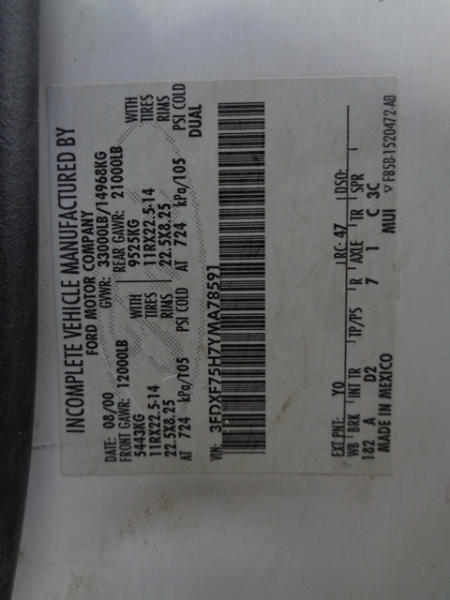 INCOMPLETE VEHICLE MANUFACTURED BY
FORD MOTOR COMPANY
DATE: 08/00 GVWR: 33000LB/14968KG
FRONT GAWR: 12000LB REAR GAWR: 21000LB
5443KG WITH 9525KG WITH
11RX22.5-14 TIRES 11RX22.5-14 TIRES
22.5X8.25 RIMS 22.5X8.25 RIMS
AT 724 kPa/105 PSI COLD AT 724 kPa/105 PSI COLD
DUAL
VIN: 3FDXF75H7YMA78591
EXT PNT: Y0 RC: 47 DSO:
WB BRK INT TR TP/PS R AXLE TR SPR
182 A D2 7 1 C 3C
MADE IN MEXICO MUI
▽ F85B-1520472-AB